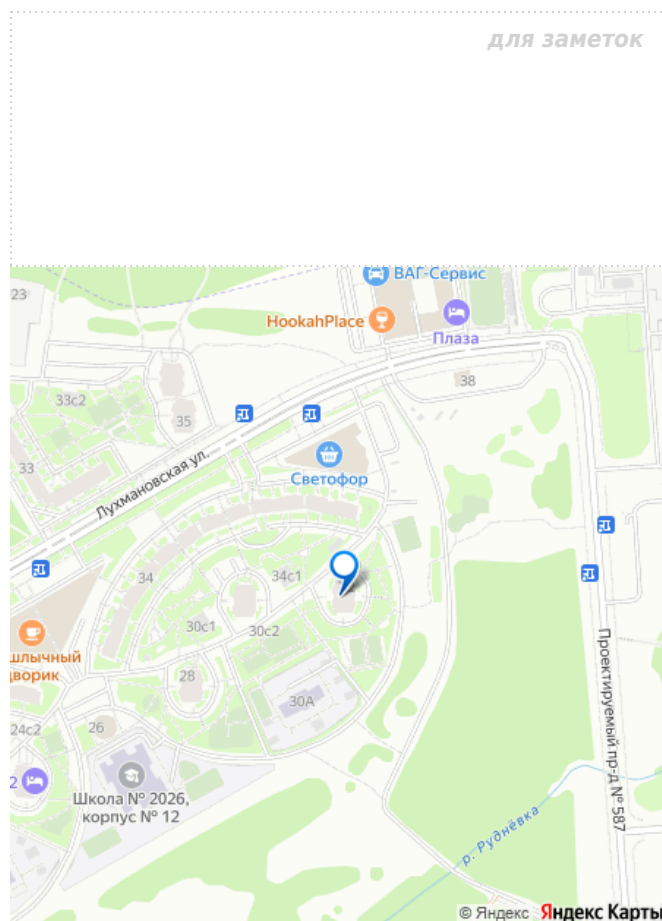 для заметок
ВАГ-Сервис
23
HookahPlace
Плаза
38
33с2
35
33
Лухмановская ул.
Светофор
34
34с1
30с1
30с2
шлычный
дворик
28
30А
24с2
26
2
Школа № 2026,
корпус № 12
Проектируемый пр-д № 587
р. Руднёвка
© Яндекс Яндекс Карты